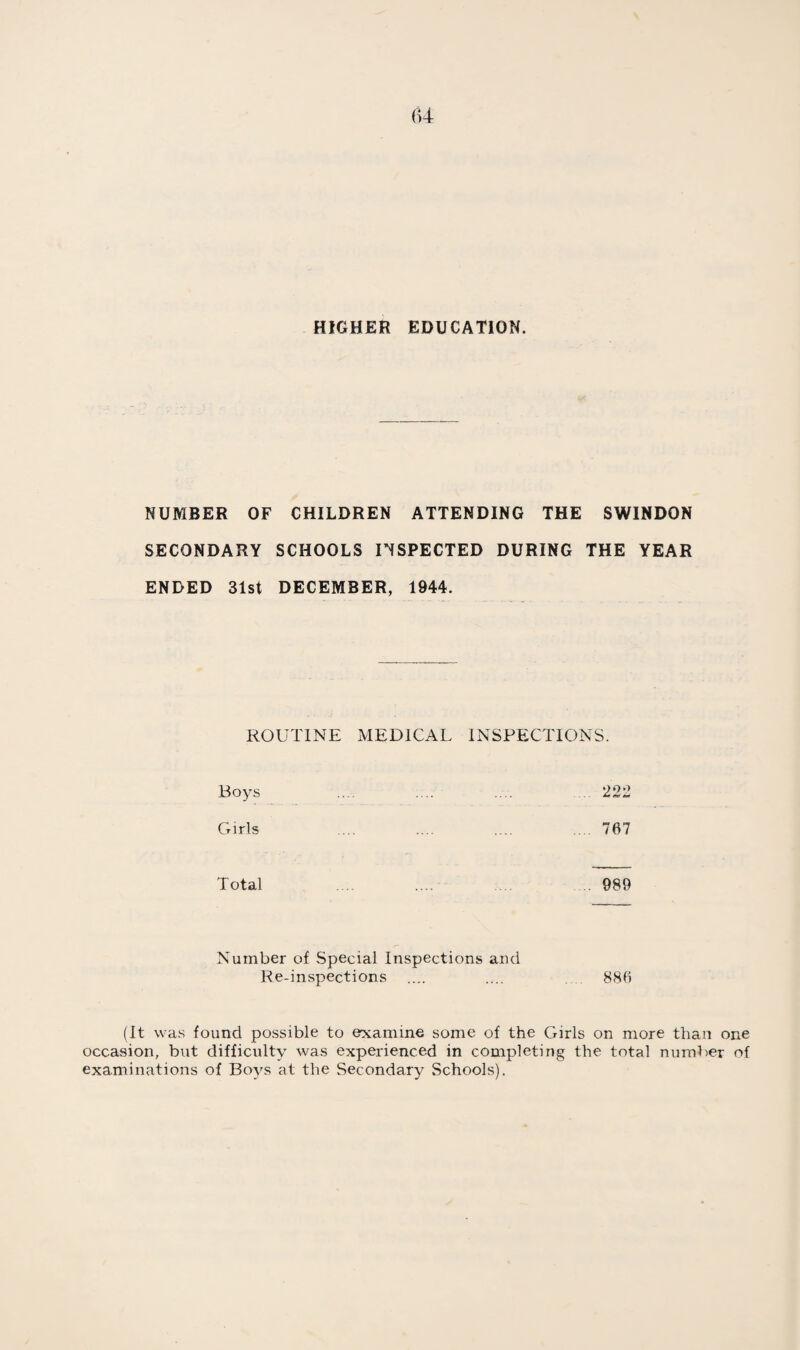 64
HIGHER EDUCATION.
NUMBER OF CHILDREN ATTENDING THE SWINDON
SECONDARY SCHOOLS INSPECTED DURING THE YEAR
ENDED 31st DECEMBER, 1944.
ROUTINE MEDICAL INSPECTIONS.
Boys .... .... .... .... 222
Girls .... .... .... .... 767
Total .... .... .... .... 989
Number of Special Inspections and
Re-inspections .... .... .... 886
(It was found possible to examine some of the Girls on more than one
occasion, but difficulty was experienced in completing the total number of
examinations of Boys at the Secondary Schools).